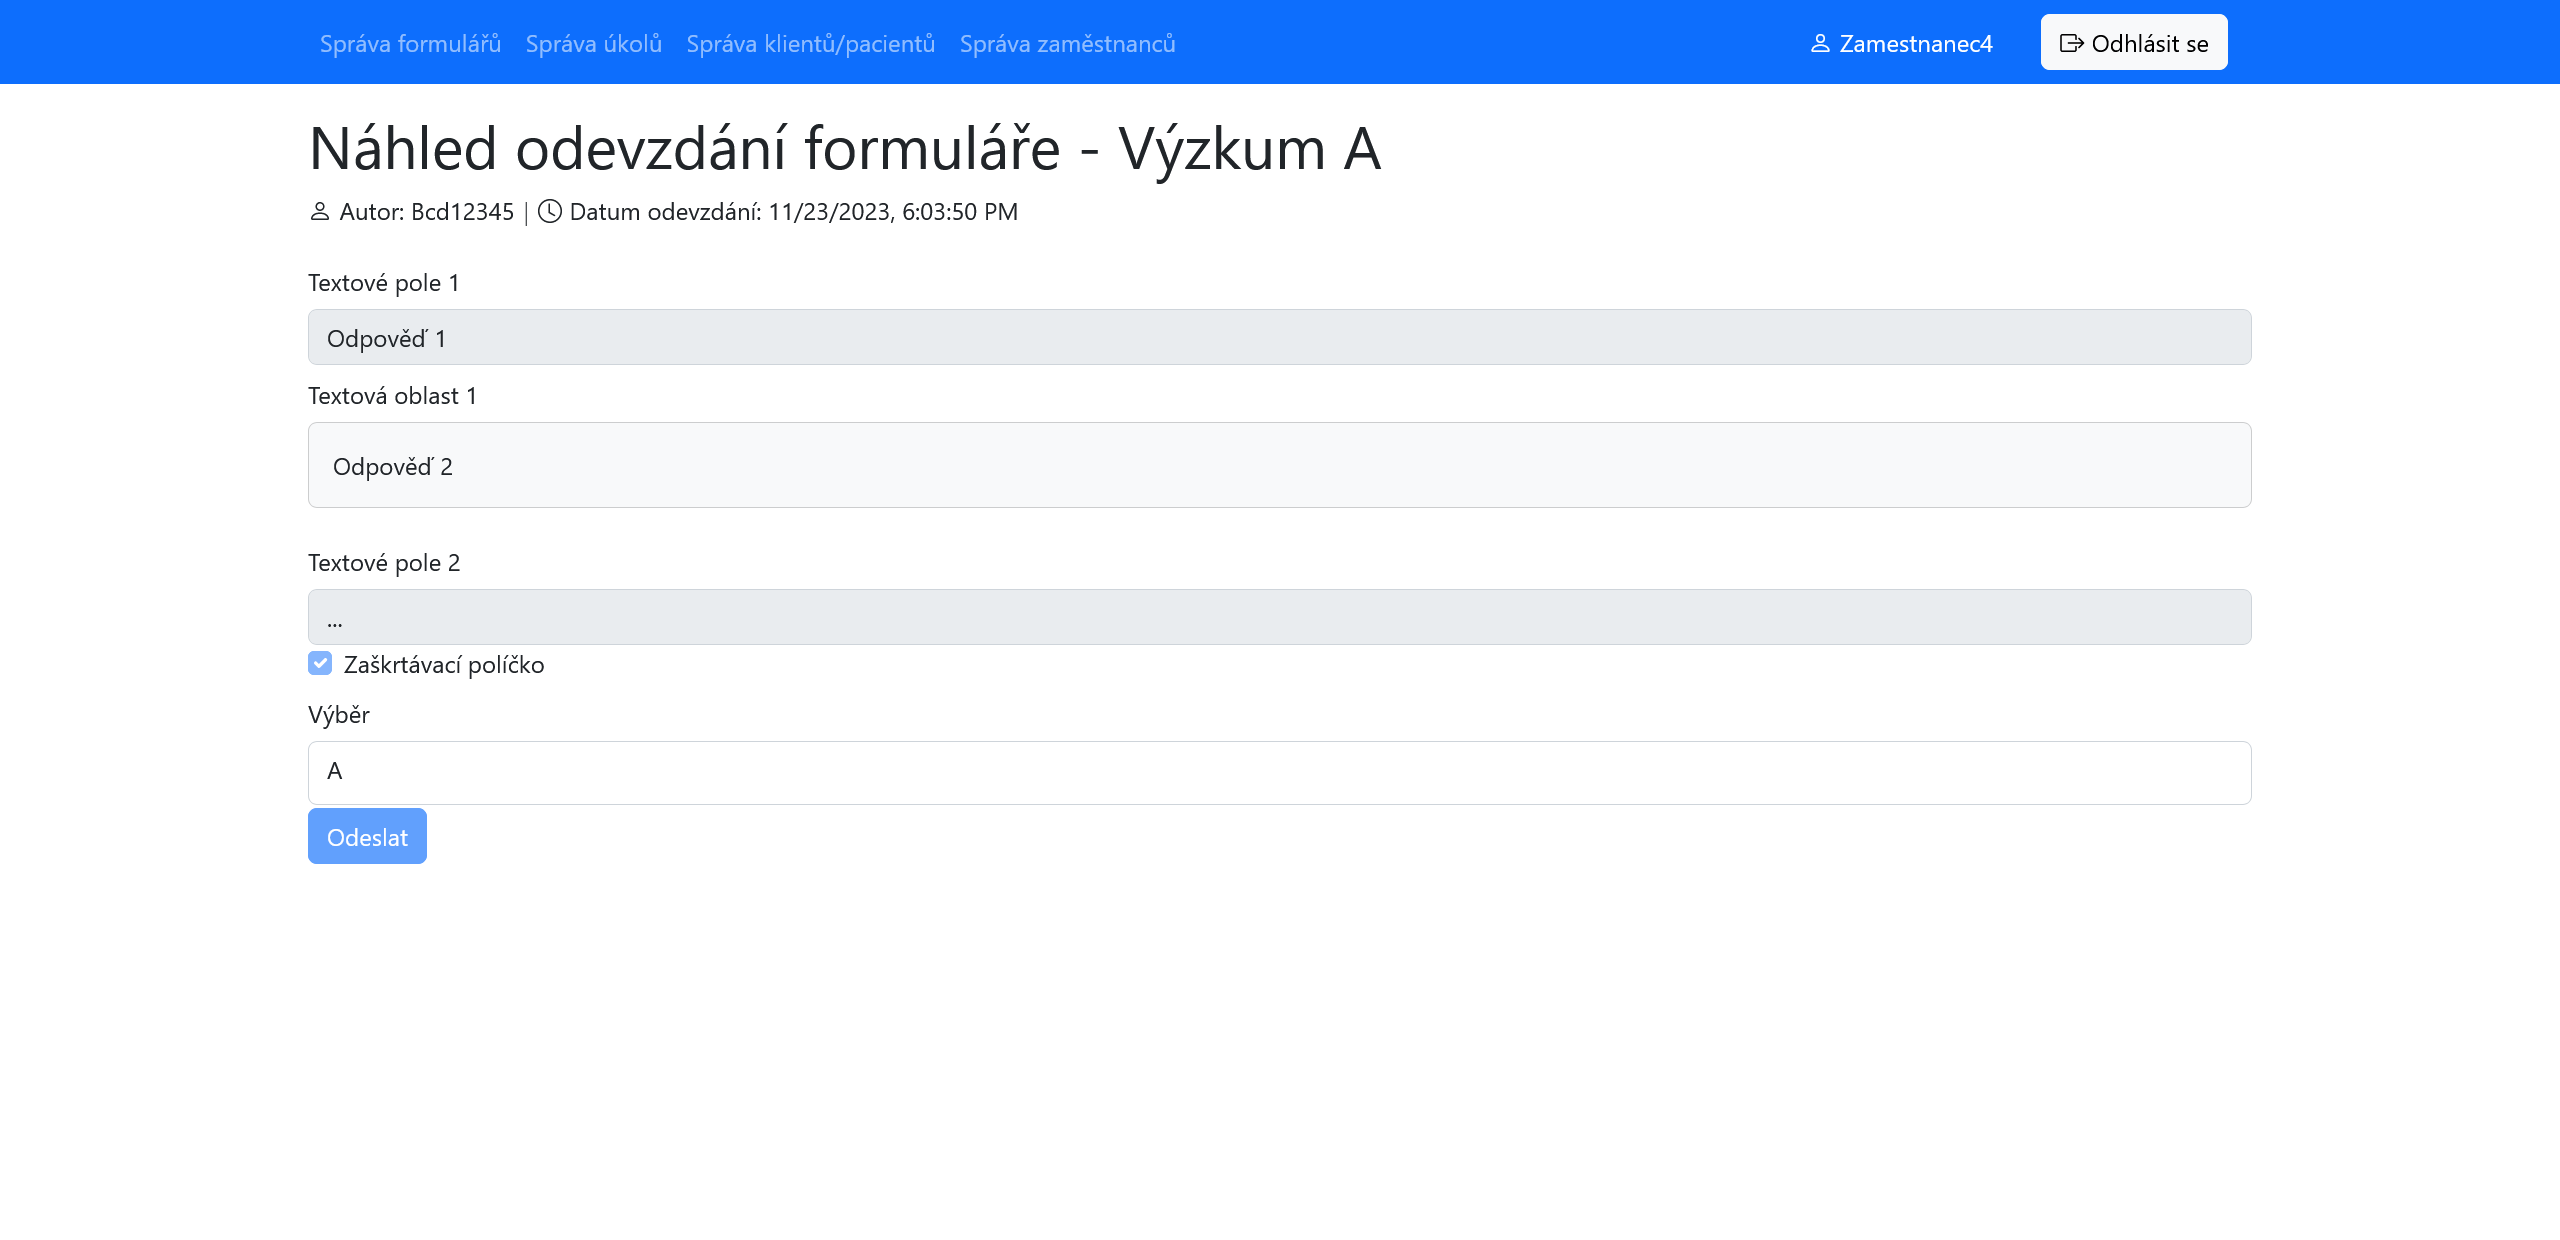 Správa formulářů Správa úkolů Správa klientů/pacientů Správa zaměstnanců Zamestnanec4 Odhlásit se
Náhled odevzdání formuláře - Výzkum A
Autor: Bcd12345 | Datum odevzdání: 11/23/2023, 6:03:50 PM
Textové pole 1
Odpověď 1
Textová oblast 1
Odpověď 2
Textové pole 2
...
Zaškrtávací políčko
Výběr
A
Odeslat